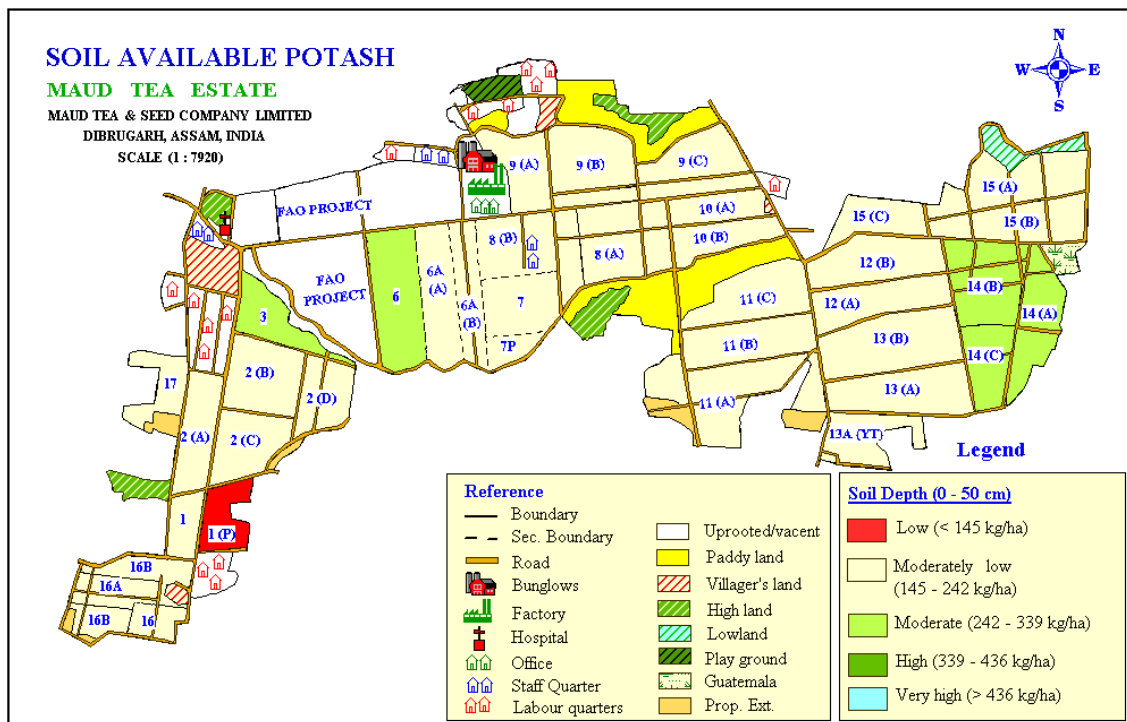 SOIL AVAILABLE POTASH
MAUD TEA ESTATE
MAUD TEA & SEED COMPANY LIMITED
DIBRUGARH, ASSAM, INDIA
SCALE (1 : 7920)
N
W E
S
9 (A)
9 (B)
9 (C)
15 (A)
FAO PROJECT
10 (A)
15 (C)
15 (B)
8 (B)
10 (B)
8 (A)
12 (B)
FAO
PROJECT
6
6A
(A)
6A
(B)
7
11 (C)
12 (A)
14 (B)
14 (A)
3
7P
11 (B)
13 (B)
14 (C)
17
2 (B)
2 (D)
11 (A)
13 (A)
2 (A)
2 (C)
13A (YT)
1
1 (P)
16B
16A
16B
16
Legend
Reference
Boundary
Sec. Boundary
Road
Bunglows
Factory
Hospital
Office
Staff Quarter
Labour quarters
Uprooted/vacent
Paddy land
Villager's land
High land
Lowland
Play ground
Guatemala
Prop. Ext.
Soil Depth (0 - 50 cm)
Low (< 145 kg/ha)
Moderately low
(145 - 242 kg/ha)
Moderate (242 - 339 kg/ha)
High (339 - 436 kg/ha)
Very high (> 436 kg/ha)